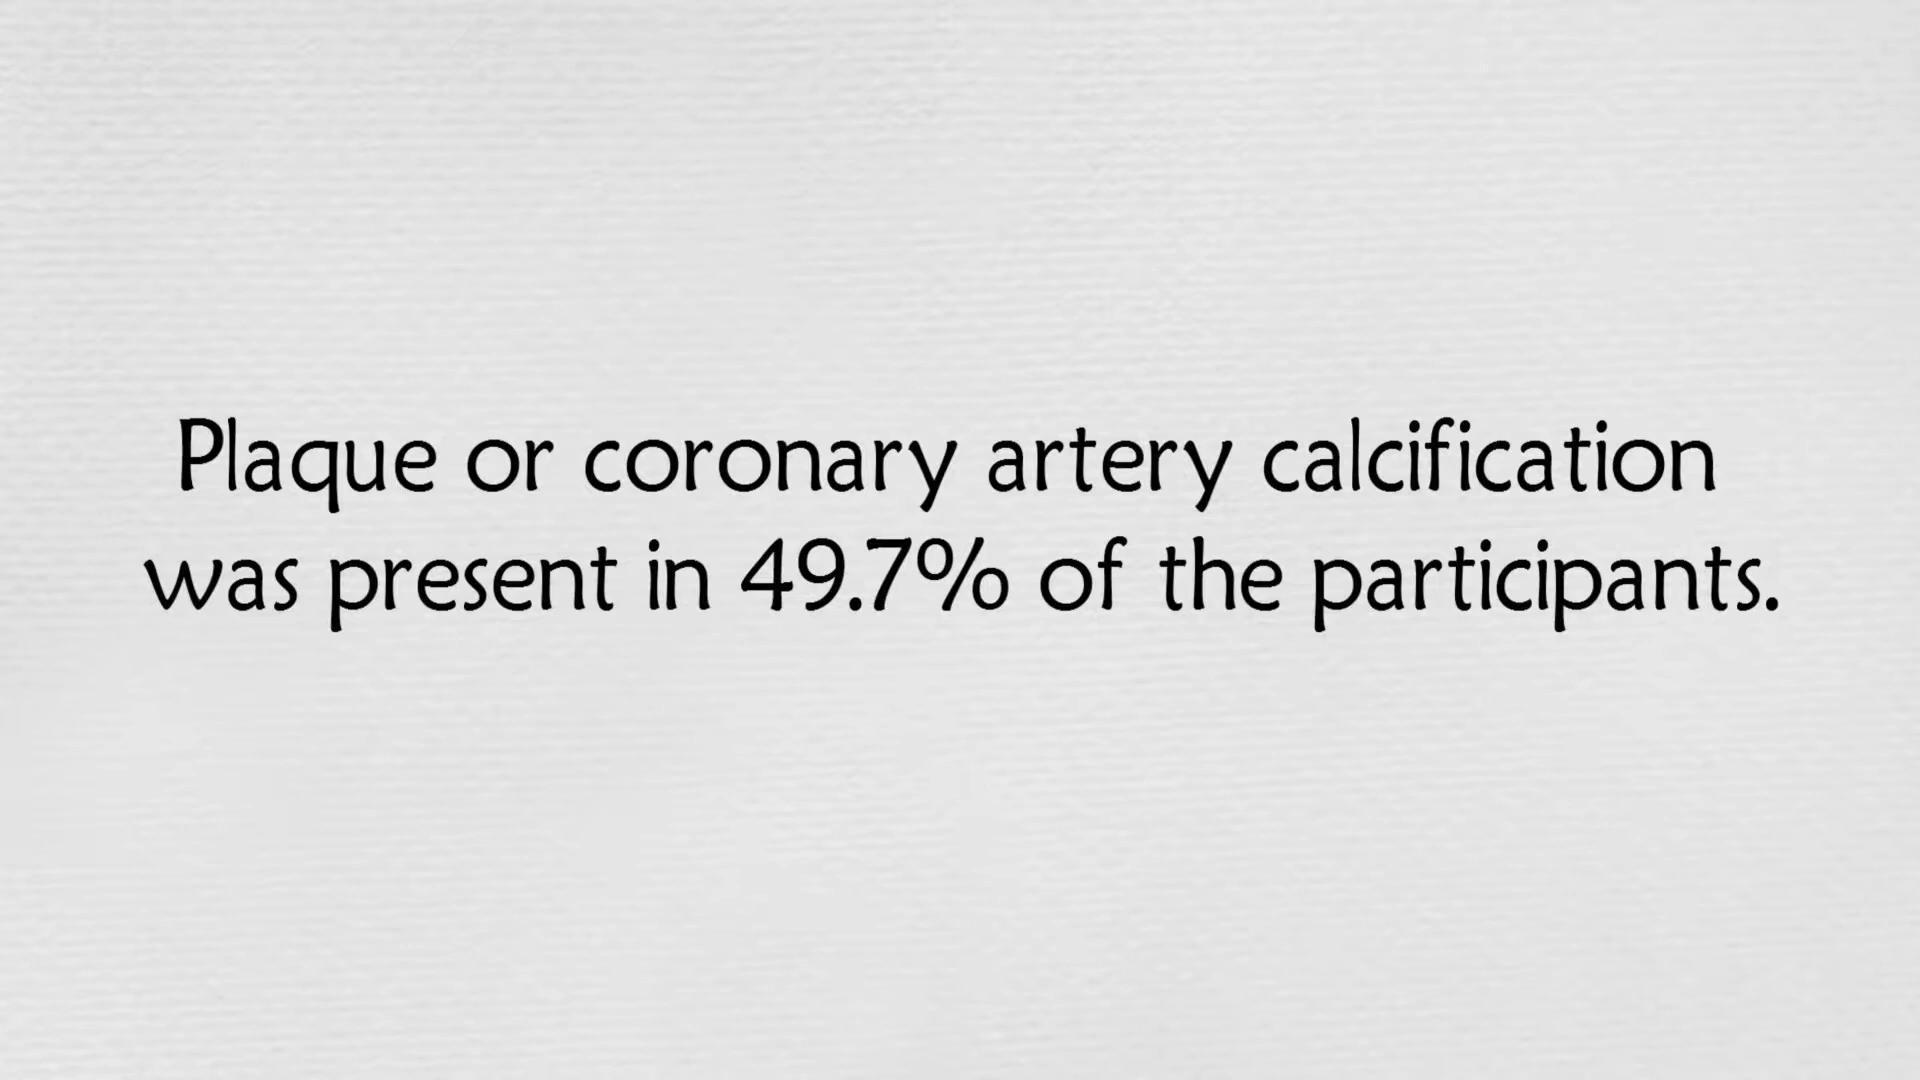 Plaque or coronary artery calcification
was present in 49.7% of the participants.